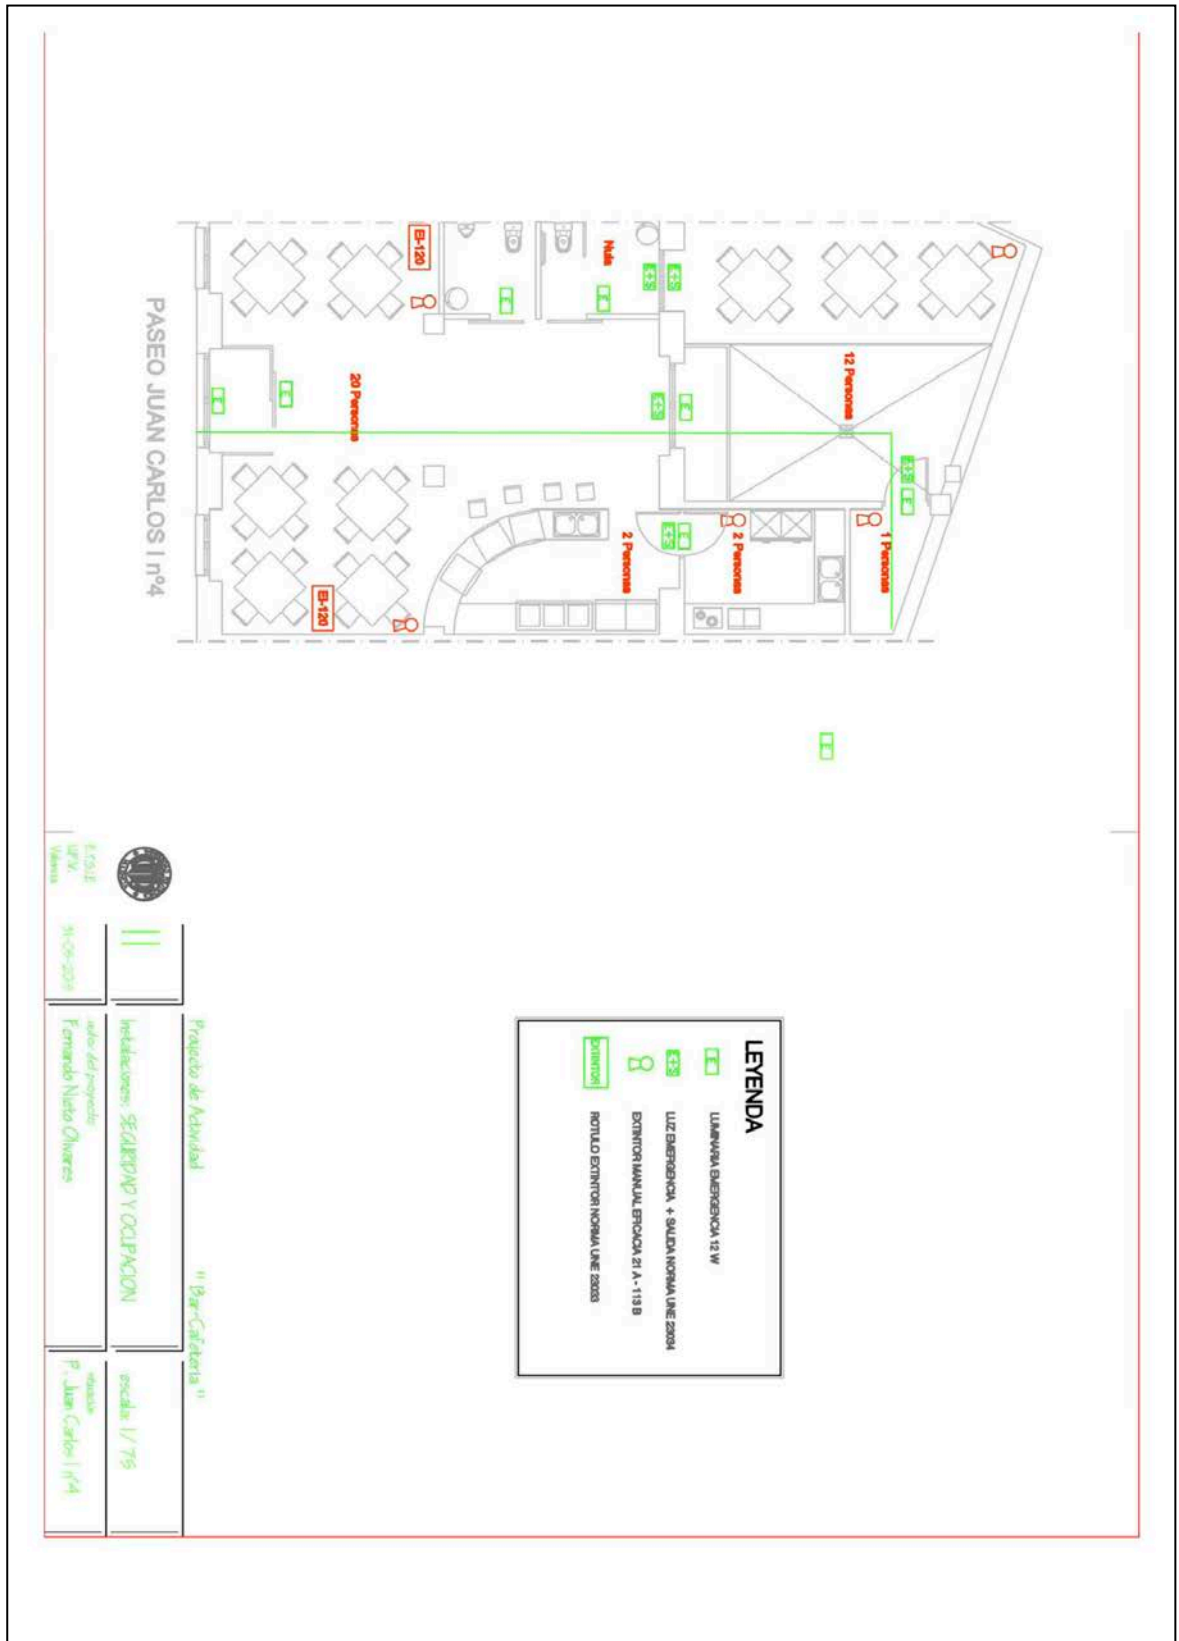 EI-120
Nula
E
E
E+S
E+S
12 Personas
20 Personas
E
E
E+S
E
E+S
E
EI-120
2 Personas
E+S
E
2 Personas
1 Personas
PASEO JUAN CARLOS I nº4
E
LEYENDA
E LUMINARIA EMERGENCIA 12 W
E+S LUZ EMERGENCIA + SALIDA NORMA UNE 23034
EXTINTOR MANUAL EFICACIA 21 A - 113 B
EXTINTOR ROTULO EXTINTOR NORMA UNE 23033
Proyecto de Actividad " Bar-Cafetería "
11
Instalaciones: SEGURIDAD Y OCUPACION
escala: 1/75
U.P.V.
Valencia
autor del proyecto
Fernando Nieto Olivares
situación
P. Juan Carlos I nº4